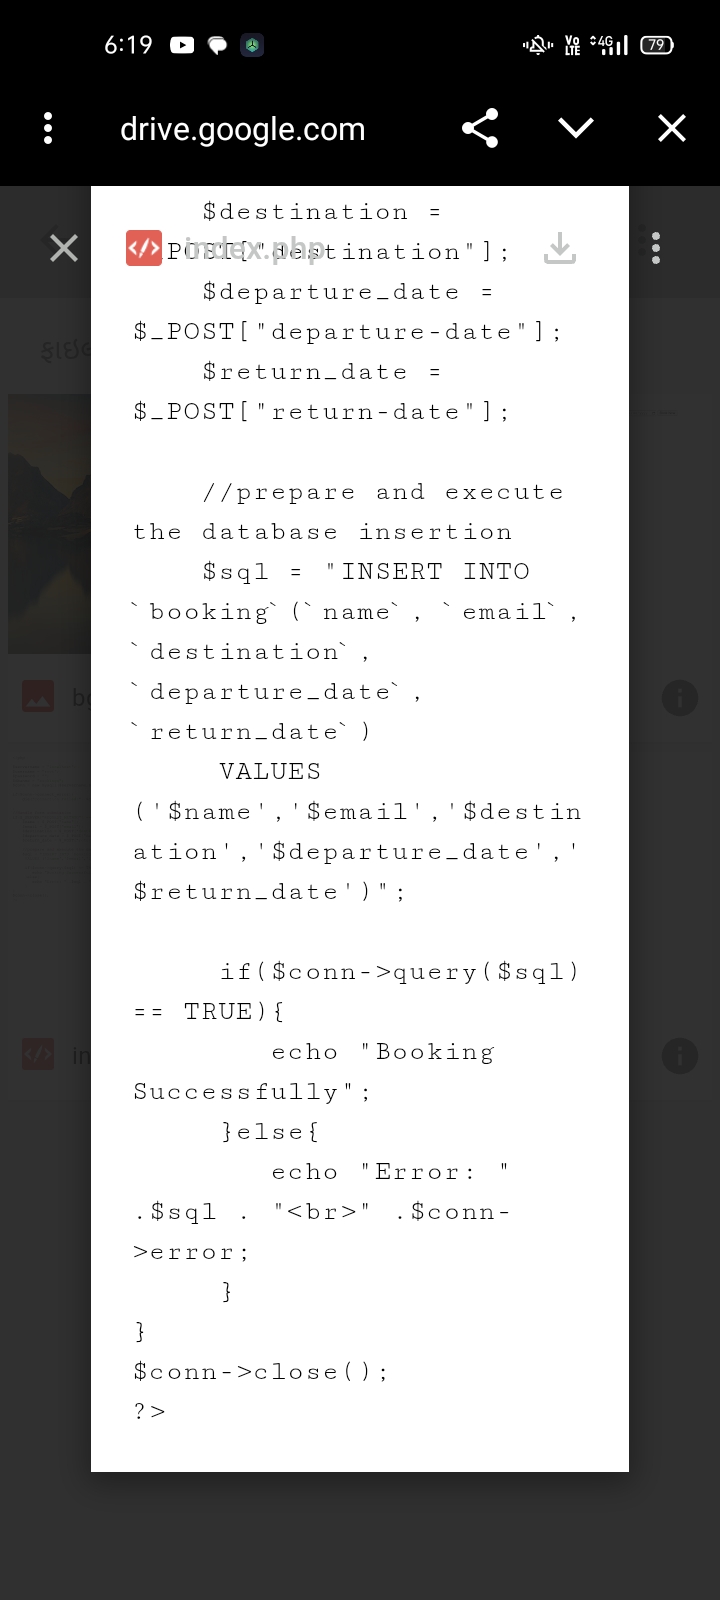 6:19
Vo LTE 4G 79
drive.google.com
$destination =
index.php
_POST["destination"];
$departure_date =
$_POST["departure-date"];
$return_date =
$_POST["return-date"];
//prepare and execute
the database insertion
$sql = "INSERT INTO
`booking`(`name`, `email`,
`destination`,
`departure_date`,
`return_date`)
VALUES
('$name','$email','$destin
ation','$departure_date','
$return_date')";
if($conn->query($sql)
== TRUE){
echo "Booking
Successfully";
}else{
echo "Error: "
.$sql . "<br>" .$conn-
>error;
}
}
$conn->close();
?>